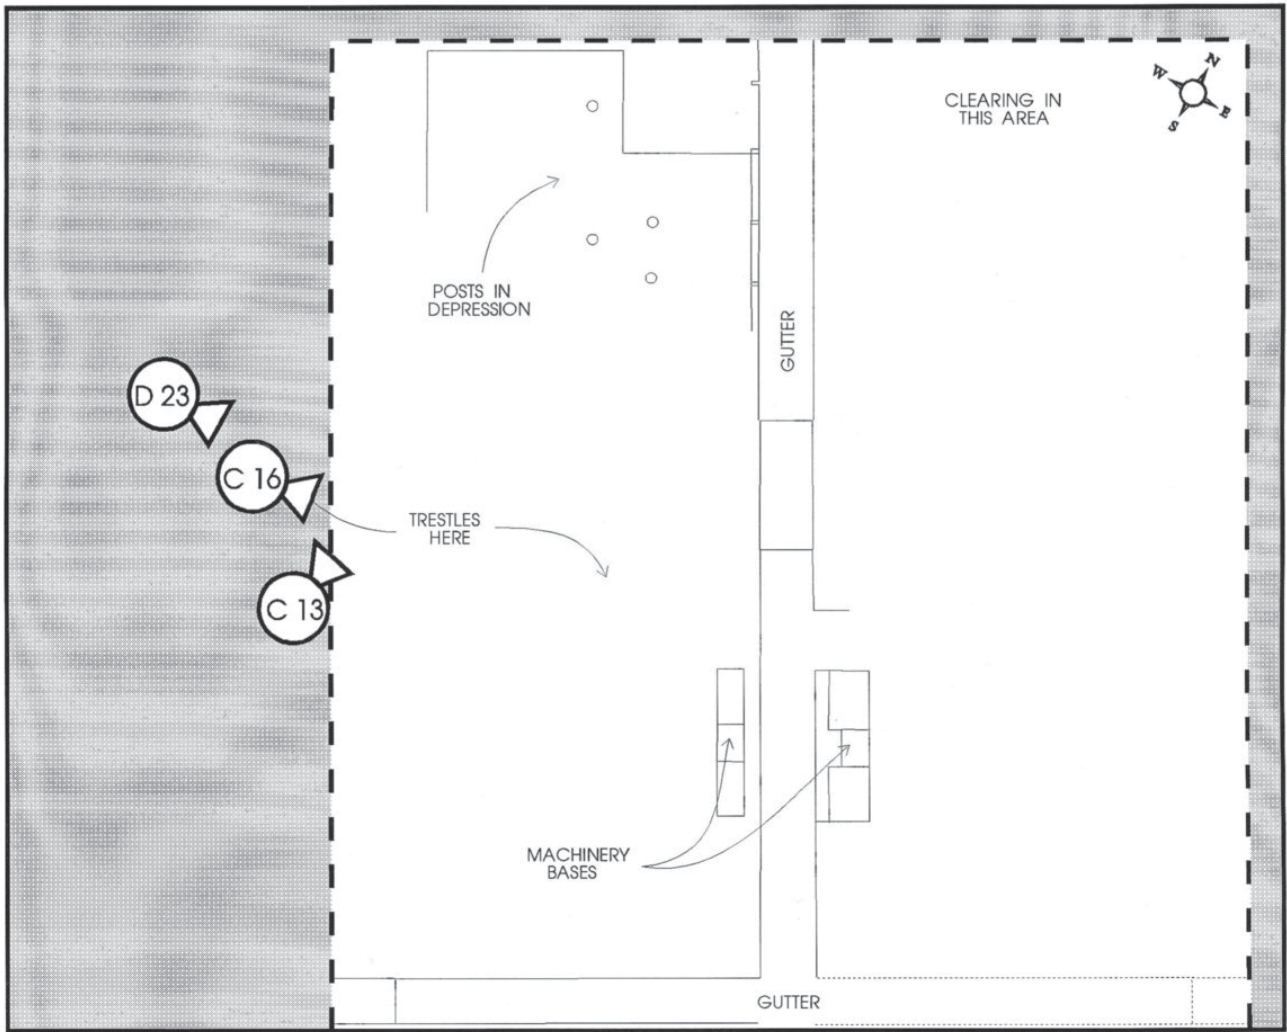 N
W
E
S
CLEARING IN
THIS AREA
POSTS IN
DEPRESSION
GUTTER
D 23
C 16
TRESTLES
HERE
C 13
MACHINERY
BASES
GUTTER